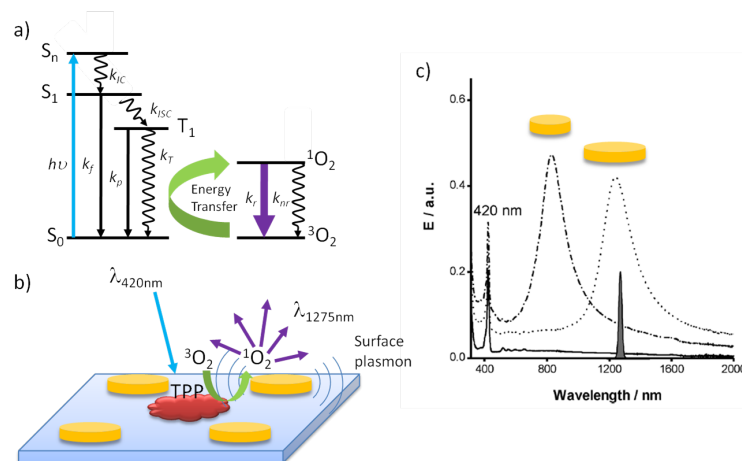 a)
Sn
kIC
S1
kISC
T1
hυ
kf
kp
kT
Energy
Transfer
1O2
kr
knr
S0
3O2
b)
λ420nm
λ1275nm
3O2
1O2
Surface
plasmon
TPP
c)
E / a.u.
0.6
0.4
0.2
0.0
420 nm
400
800
1200
1600
2000
Wavelength / nm